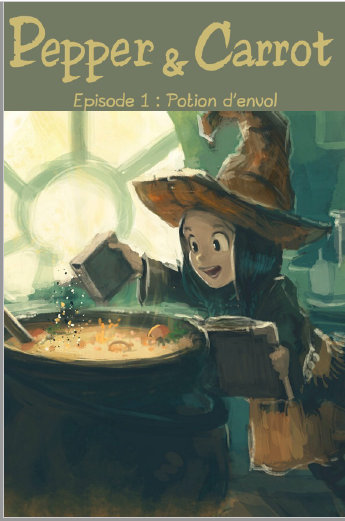 Pepper & Carrot
Episode 1 : Potion d'envol